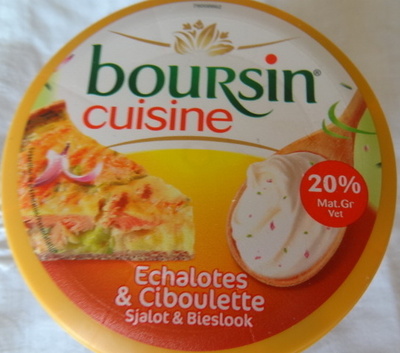 boursin®
cuisine
20%
Mat.Gr
Vet
Echalotes
& Ciboulette
Sjalot & Bieslook